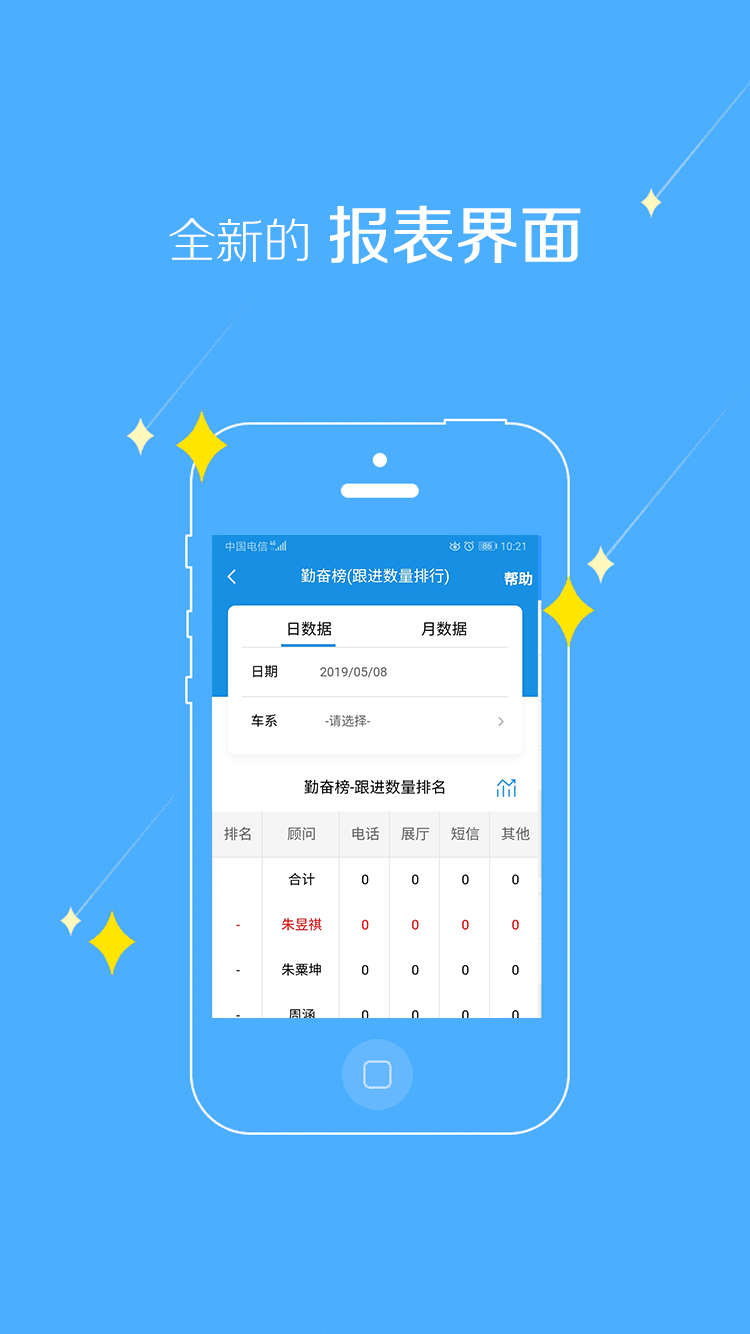 全新的 报表界面
中国电信 4G 86 10:21
勤奋榜(跟进数量排行) 帮助
日数据 月数据
日期 2019/05/08
车系 -请选择-
勤奋榜-跟进数量排名
排名 顾问 电话 展厅 短信 其他
合计 0 0 0 0
- 朱昱祺 0 0 0 0
- 朱粟坤 0 0 0 0
- 周涵 0 0 0 0